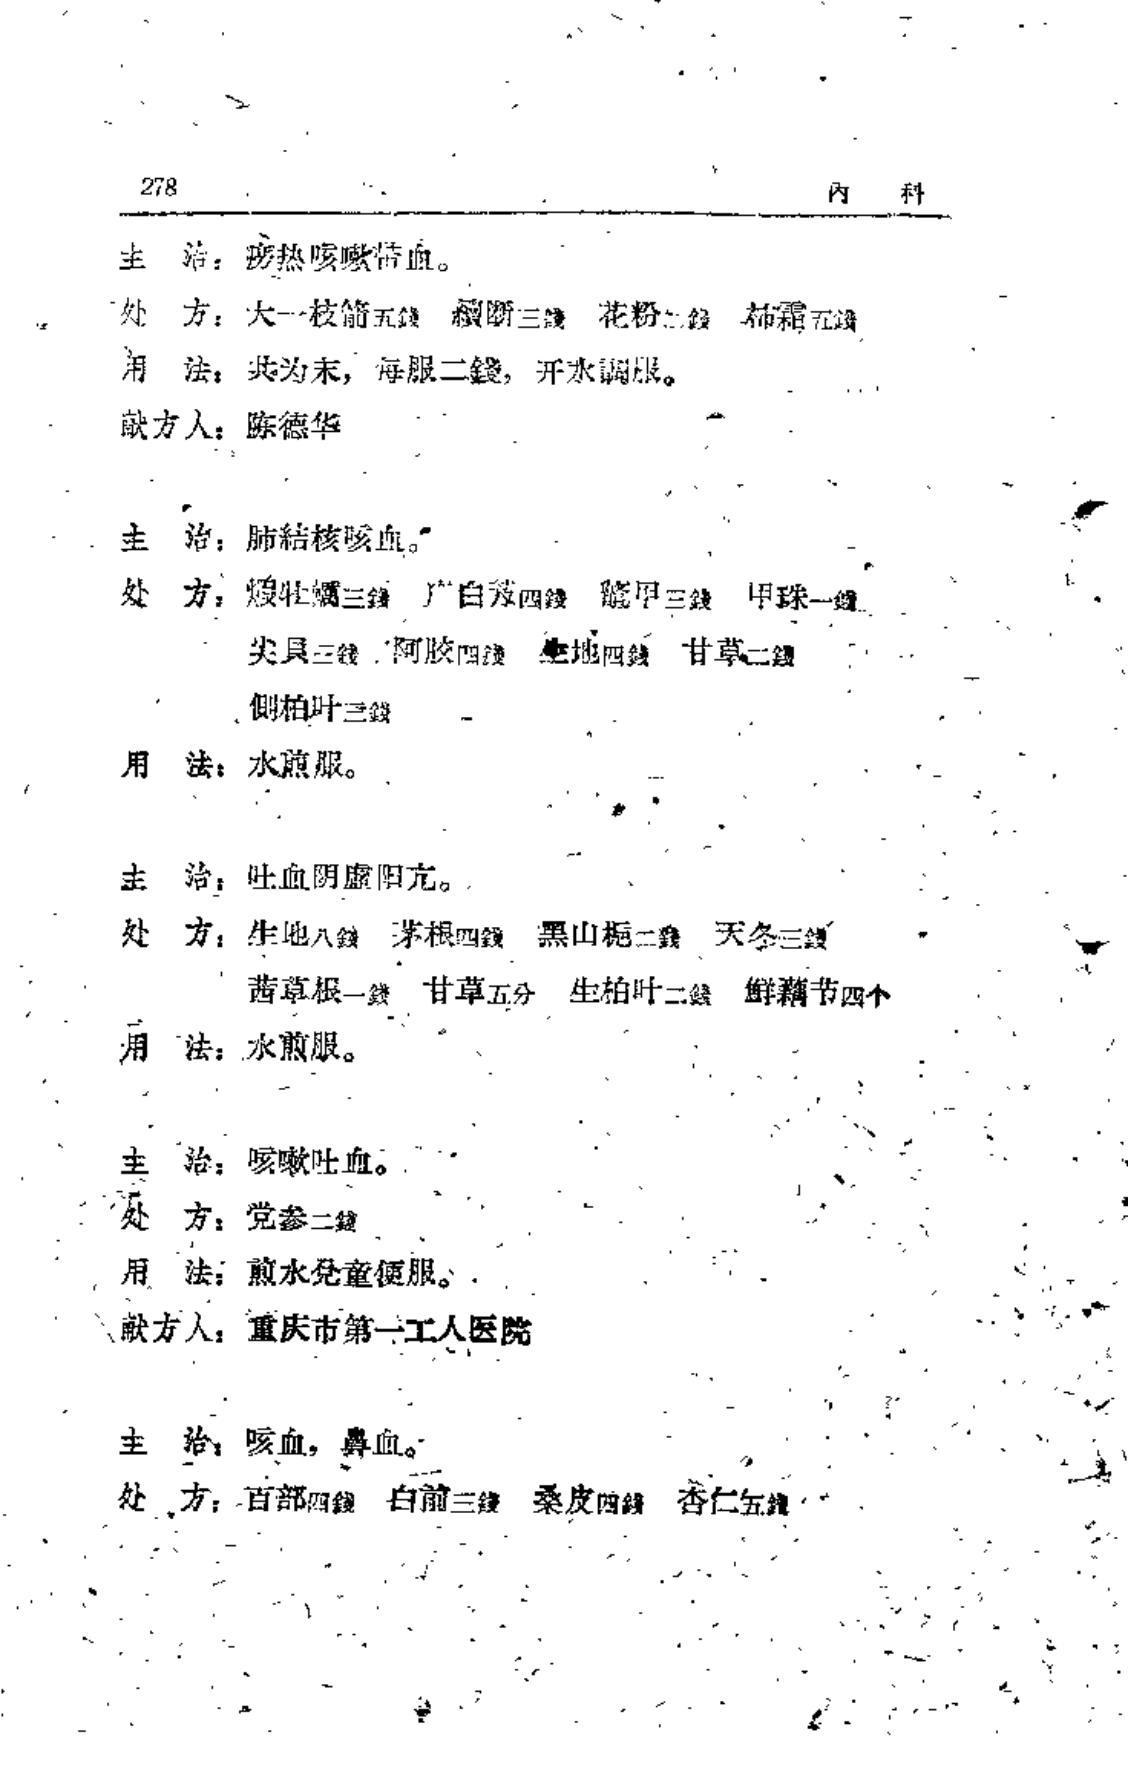 278
內 科
主 治：痨热咳嗽带血。
处 方：大一枝箭五錢 續断三錢 花粉二錢 柿霜五錢
用 法：共为末，每服二錢，开水調服。
献方人：陈德华
主 治：肺結核咳血。
处 方：煅牡蠣三錢 广白芨四錢 鱉甲三錢 甲珠一錢
尖貝三錢 阿胶四錢 生地四錢 甘草二錢
側柏叶三錢
用 法：水煎服。
主 治：吐血阴虛阳亢。
处 方：生地八錢 茅根四錢 黑山梔二錢 天冬三錢
茜草根一錢 甘草五分 生柏叶二錢 鮮藕节四个
用 法：水煎服。
主 治：咳嗽吐血。
处 方：党参二錢
用 法：煎水兌童便服。
献方人：重庆市第一工人医院
主 治：咳血，鼻血。
处 方：百部四錢 白前三錢 桑皮四錢 杏仁五錢